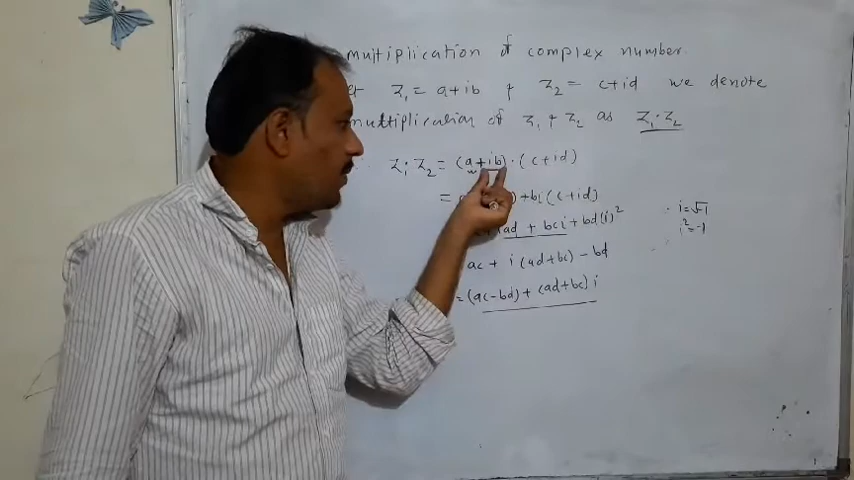 multiplication of complex number.
z₁ = a+ib & z₂ = c+id we denote
multiplication of z₁ & z₂ as z₁·z₂
z₁·z₂ = (a+ib)·(c+id)
= ) + bi(c+id)
ad + bci + bd(i)²
ac + i(ad+bc) - bd
= (ac-bd) + (ad+bc)i
i=√-1
i²=-1